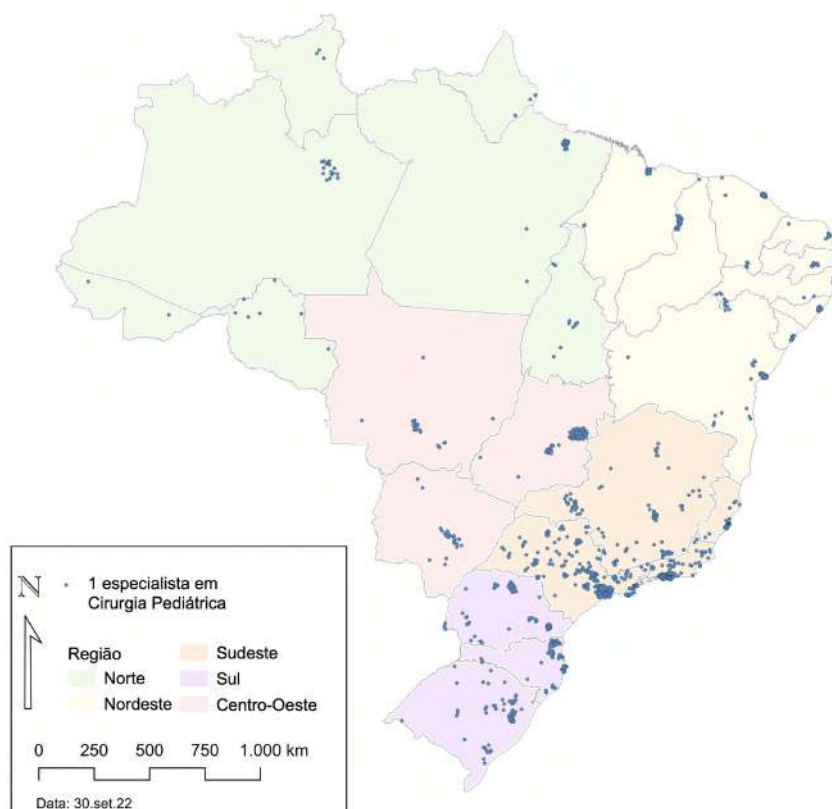 N
1 especialista em
Cirurgia Pediátrica
Região
Norte
Nordeste
Sudeste
Sul
Centro-Oeste
0 250 500 750 1.000 km
Data: 30.set.22